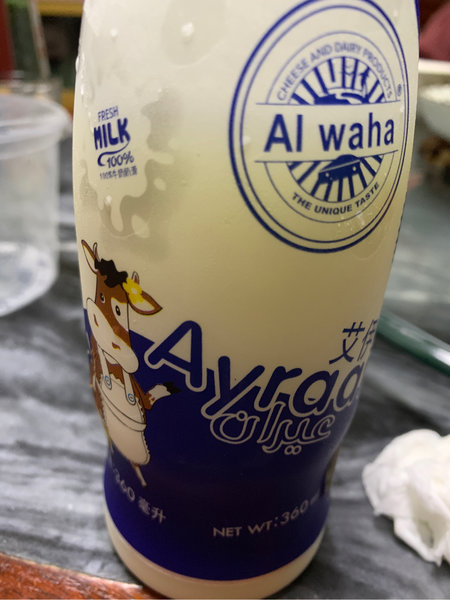 CHEESE AND DAIRY PRODUCTS
®
Al waha
THE UNIQUE TASTE
FRESH
MILK
100%
艾
Ayraa
عيران
360 毫升
NET WT: 360 m